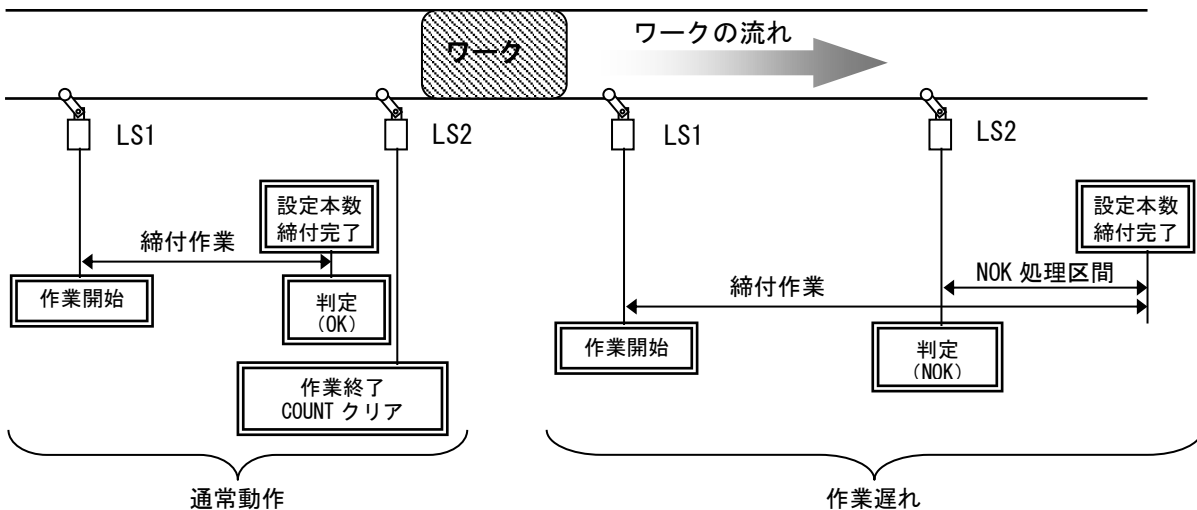 ワーク
ワークの流れ
LS1
LS2
LS1
LS2
設定本数
締付完了
締付作業
作業開始
判定
(OK)
作業終了
COUNT クリア
設定本数
締付完了
NOK 処理区間
締付作業
作業開始
判定
(NOK)
通常動作
作業遅れ